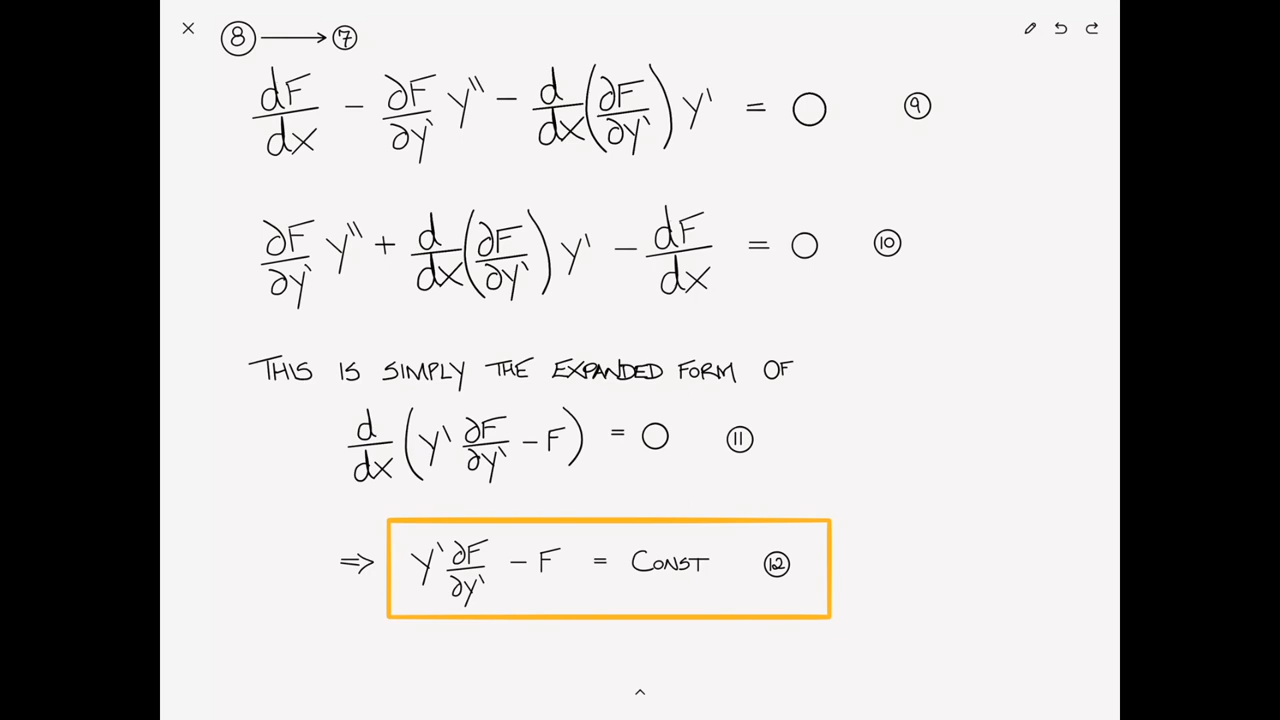 ⑧ ⟶ ⑦
dF/dx − ∂F/∂y' y'' − d/dx(∂F/∂y') y' = 0 ⑨
∂F/∂y' y'' + d/dx(∂F/∂y') y' − dF/dx = 0 ⑩
THIS IS SIMPLY THE EXPANDED FORM OF
d/dx(y' ∂F/∂y' − F) = 0 ⑪
⇒ y' ∂F/∂y' − F = CONST ⑫